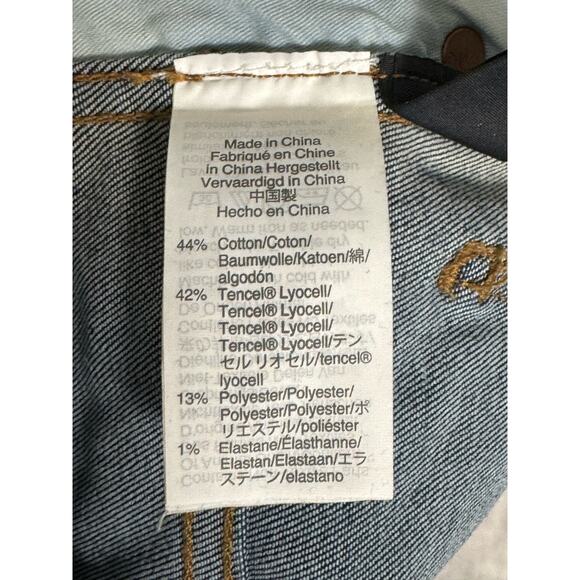 Made in China
Fabriqué en Chine
in China Hergestellt
Vervaardigd in China
中国製
Hecho en China
44% Cotton/Coton/
Baumwolle/Katoen/綿/
algodón
42% Tencel® Lyocell/
Tencel® Lyocell/
Tencel® Lyocell/
Tencel® Lyocell/テン
セル リオセル/tencel®
lyocell
13% Polyester/Polyester/
Polyester/Polyester/ポ
リエステル/poliéster
1% Elastane/Élasthanne/
Elastan/Elastaan/エラ
ステーン/elastano